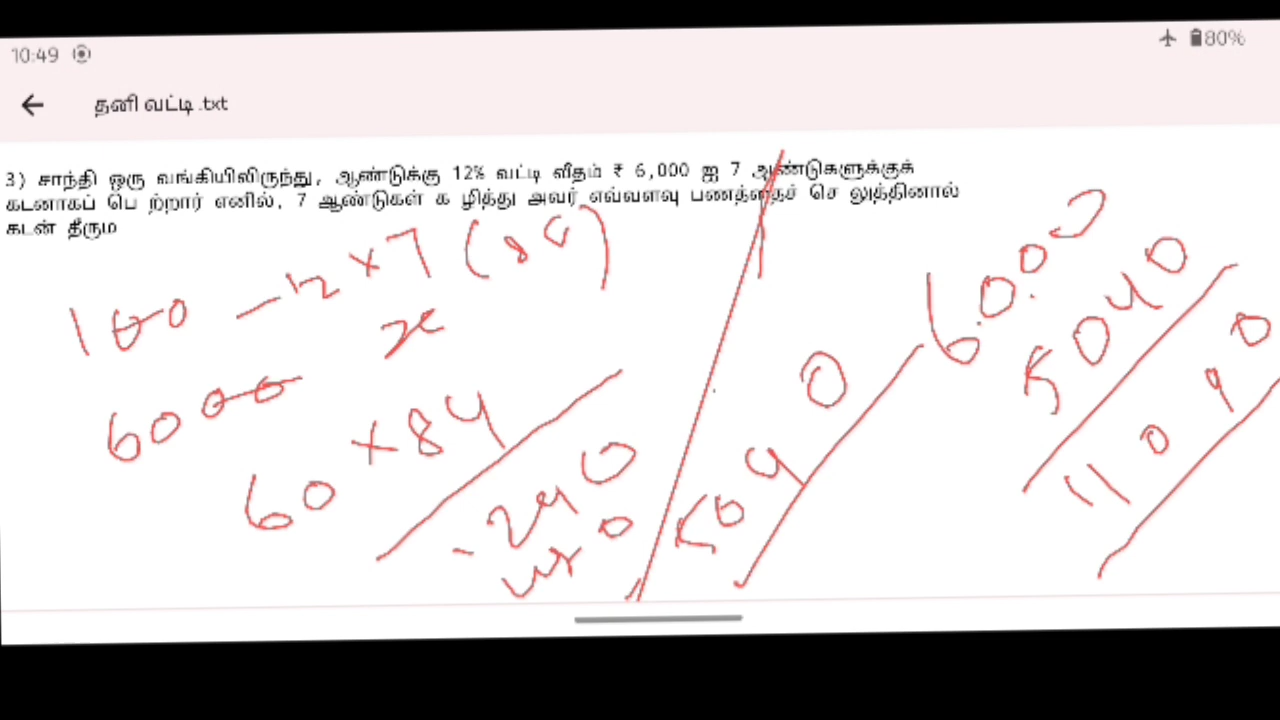 10:49
80%
தனி வட்டி.txt
3) சாந்தி ஒரு வங்கியிலிருந்து, ஆண்டுக்கு 12% வட்டி வீதம் ₹ 6,000 ஐ 7 ஆண்டுகளுக்குக்
கடனாகப் பெ ற்றார் எனில், 7 ஆண்டுகள் க ழித்து அவர் எவ்வளவு பணத்தைச் செ லுத்தினால்
கடன் தீரும
100 – 12 × 7 (84)
6000 x
60 × 84
240
5040
6000
5040
11040